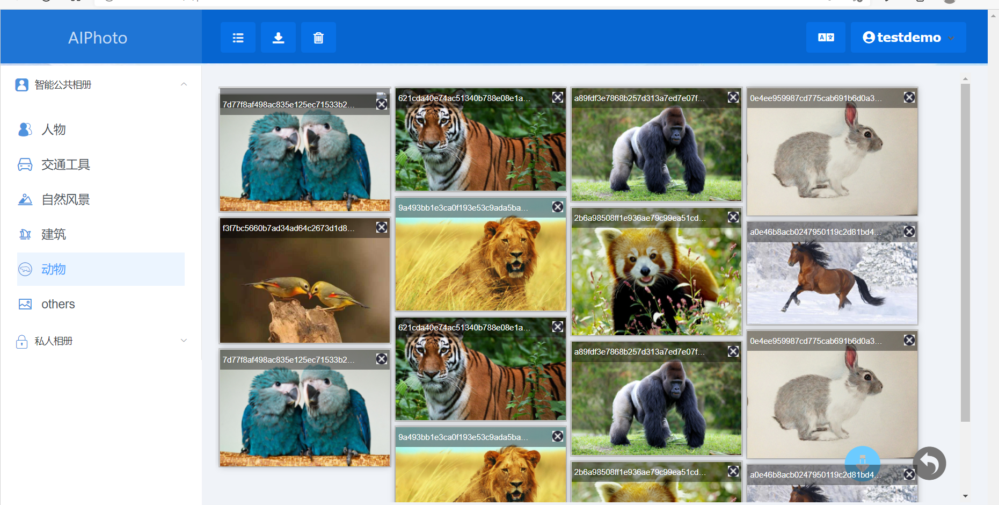 AIPhoto
testdemo
智能公共相册
人物
交通工具
自然风景
建筑
动物
others
私人相册
7d77f8af498ac835e125ec71533b2...
621cda40e74ac51340b788e08e1a...
a89fdf3e7868b257d313a7ed7e07f...
0e4ee959987cd775cab691b6d0a3...
9a493bb1e3ca0f193e53c9ada5ba...
2b6a98508ff1e936ae79c99ea51cd...
f3f7bc5660b7ad34ad64c2673d1d8...
a0e46b8acb0247950119c2d81bd4...
621cda40e74ac51340b788e08e1a...
0e4ee959987cd775cab691b6d0a3...
a89fdf3e7868b257d313a7ed7e07f...
7d77f8af498ac835e125ec71533b2...
9a493bb1e3ca0f193e53c9ada5ba...
2b6a98508ff1e936ae79c99ea51cd...
a0e46b8acb0247950119c2d81bd4...